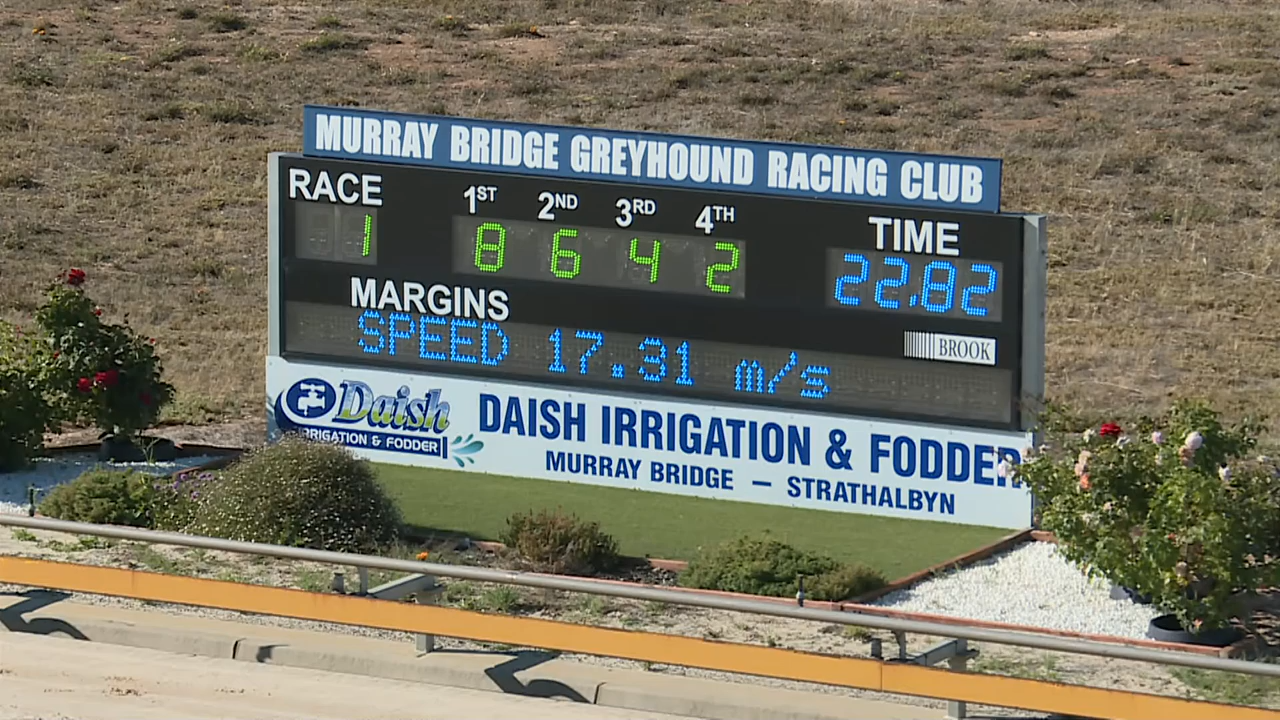 MURRAY BRIDGE GREYHOUND RACING CLUB
RACE 1ST 2ND 3RD 4TH TIME
1 8 6 4 2 22.82
MARGINS
BROOK
SPEED 17.31 m/s
Daish
IRRIGATION & FODDER
DAISH IRRIGATION & FODDER
MURRAY BRIDGE – STRATHALBYN